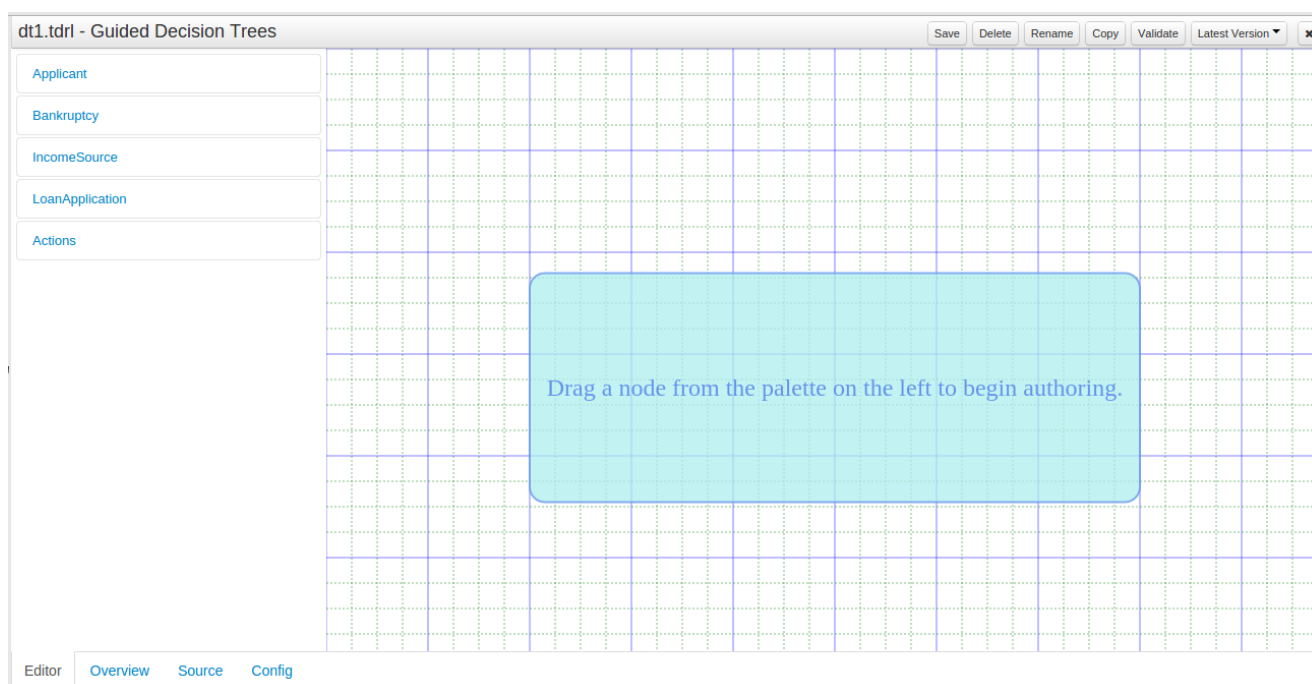 dt1.tdrl - Guided Decision Trees
Save Delete Rename Copy Validate Latest Version
Applicant
Bankruptcy
IncomeSource
LoanApplication
Actions
Drag a node from the palette on the left to begin authoring.
Editor Overview Source Config